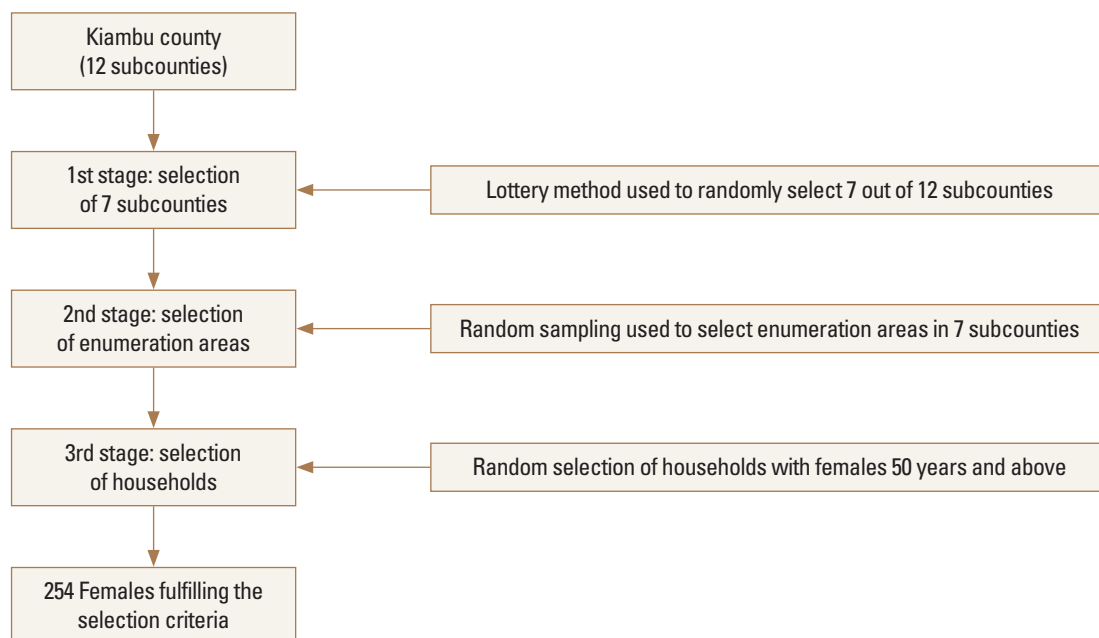 Kiambu county
(12 subcounties)
1st stage: selection
of 7 subcounties
Lottery method used to randomly select 7 out of 12 subcounties
2nd stage: selection
of enumeration areas
Random sampling used to select enumeration areas in 7 subcounties
3rd stage: selection
of households
Random selection of households with females 50 years and above
254 Females fulfilling the
selection criteria